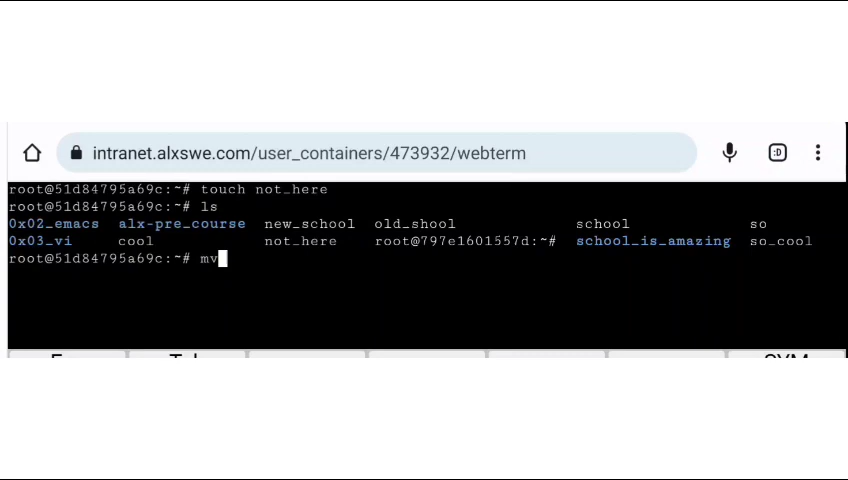 intranet.alxswe.com/user_containers/473932/webterm :D
root@51d84795a69c:~# touch not_here
root@51d84795a69c:~# ls
0x02_emacs alx-pre_course new_school old_shool school so
0x03_vi cool not_here root@797e1601557d:~# school_is_amazing so_cool
root@51d84795a69c:~# mv